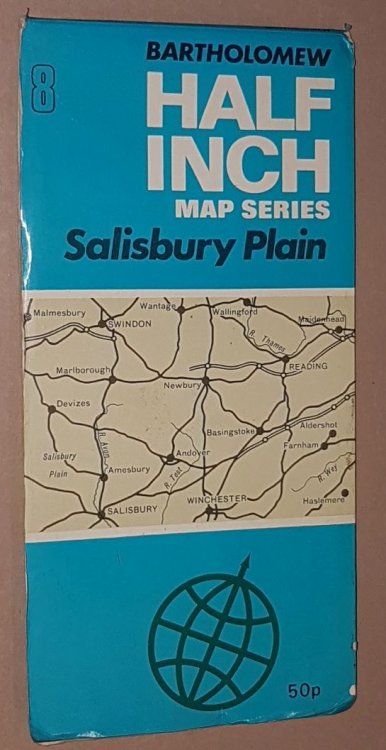 BARTHOLOMEW
8
HALF
INCH
MAP SERIES
Salisbury Plain
Malmesbury
Wantage
Wallingford
Maidenhead
SWINDON
R. Thames
READING
Marlborough
Newbury
Devizes
R. Avon
Basingstoke
Aldershot
Farnham
Salisbury
Plain
Amesbury
Andover
R. Test
R. Wey
WINCHESTER
Haslemere
SALISBURY
50p